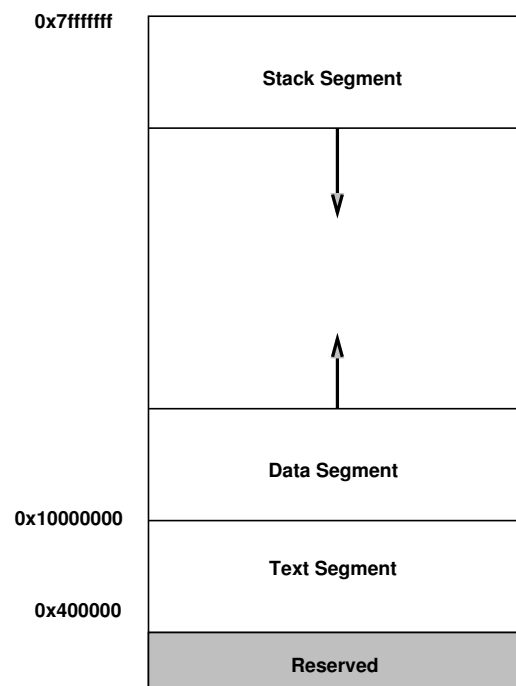 0x7fffffff
Stack Segment
Data Segment
0x10000000
Text Segment
0x400000
Reserved